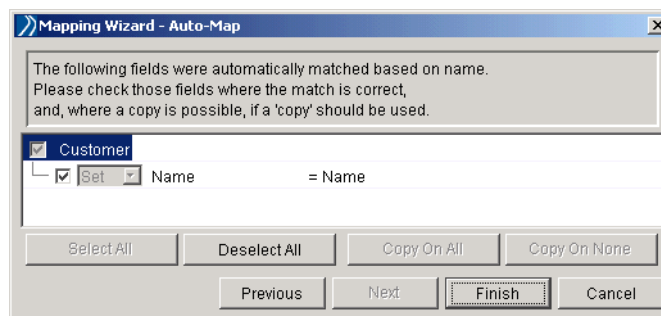 Mapping Wizard - Auto-Map
The following fields were automatically matched based on name.
Please check those fields where the match is correct,
and, where a copy is possible, if a 'copy' should be used.
Customer
Set Name = Name
Select All Deselect All Copy On All Copy On None
Previous Next Finish Cancel